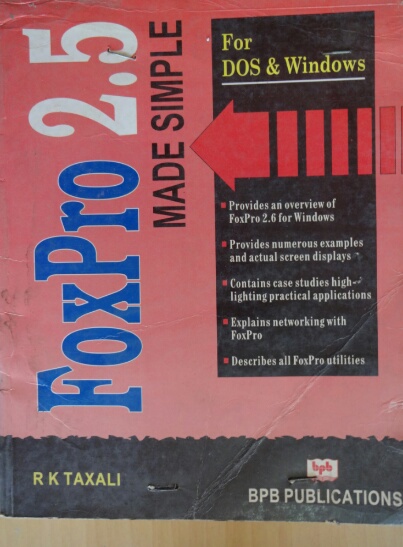 FoxPro 2.5
MADE SIMPLE
For
DOS & Windows
Provides an overview of
FoxPro 2.6 for Windows
Provides numerous examples
and actual screen displays
Contains case studies high-
lighting practical applications
Explains networking with
FoxPro
Describes all FoxPro utilities
R K TAXALI
bpb
BPB PUBLICATIONS